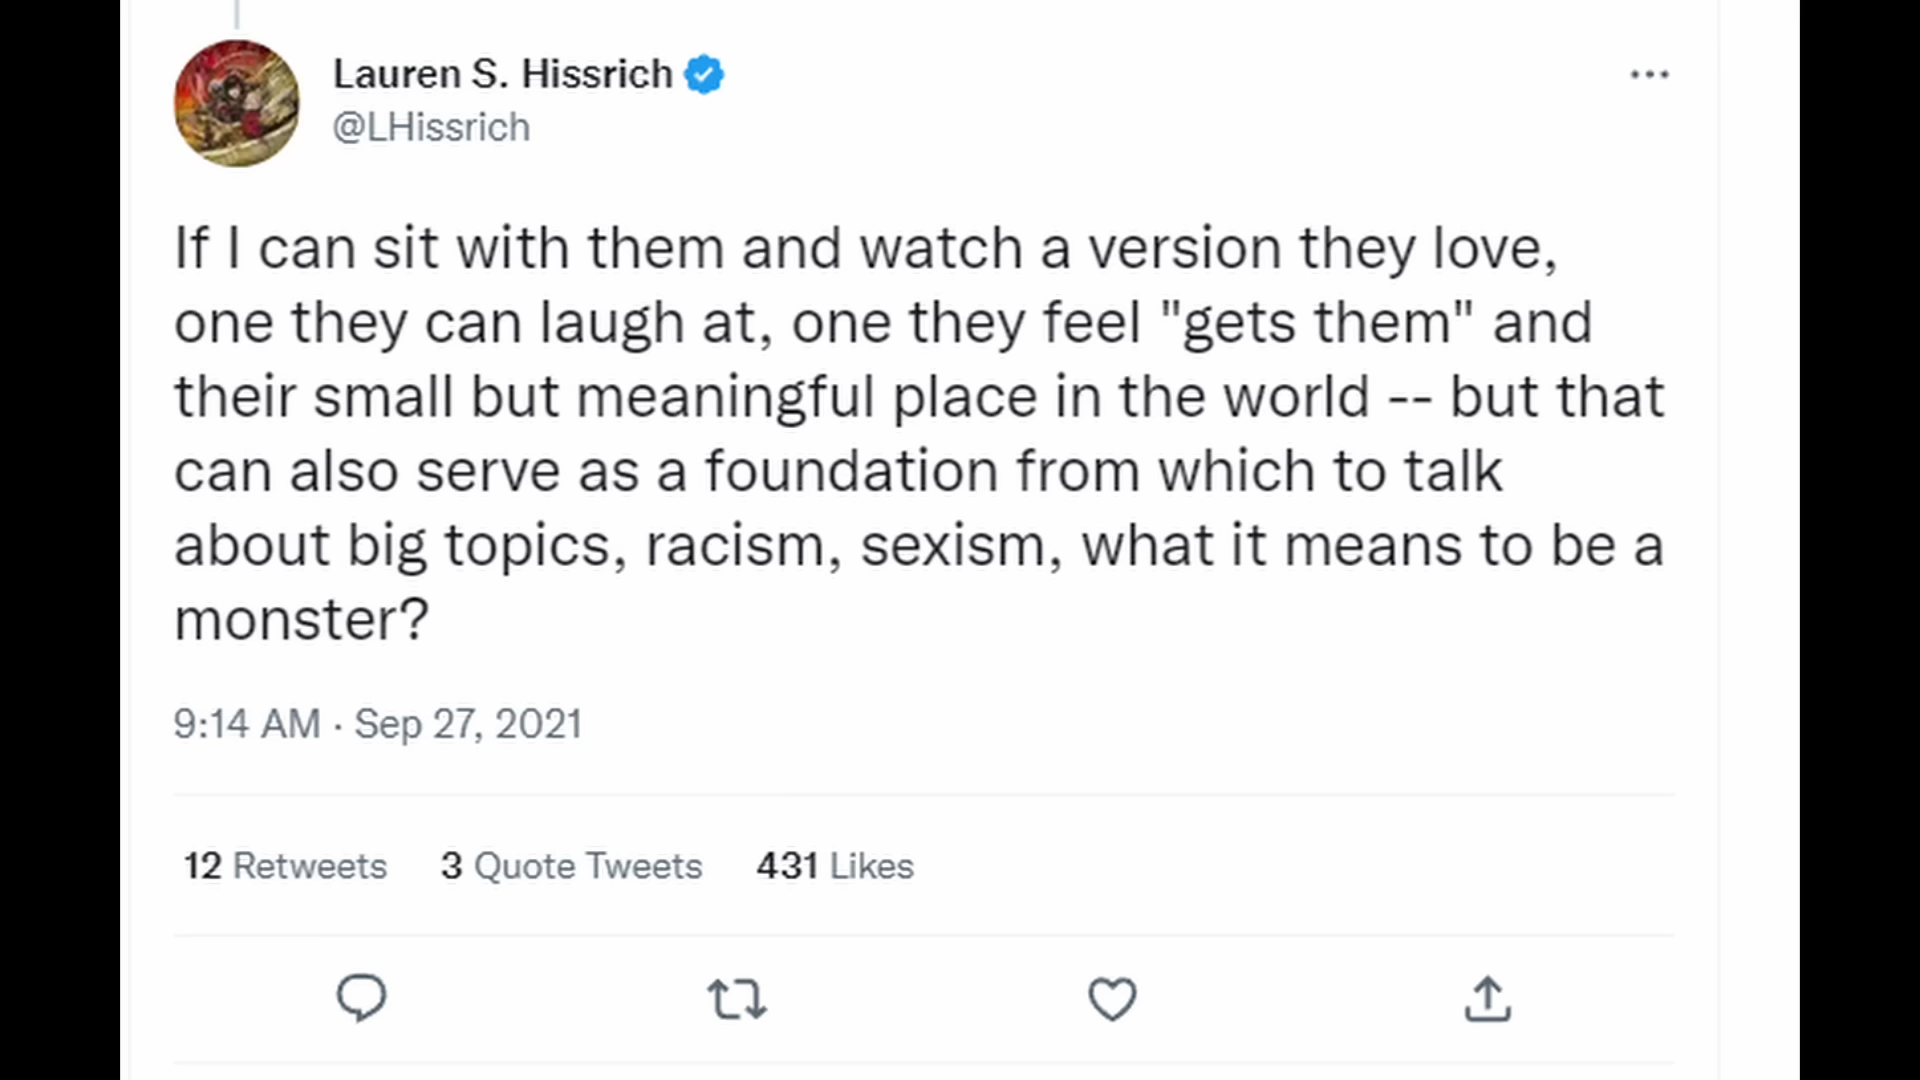 Lauren S. Hissrich
@LHissrich
If I can sit with them and watch a version they love,
one they can laugh at, one they feel "gets them" and
their small but meaningful place in the world -- but that
can also serve as a foundation from which to talk
about big topics, racism, sexism, what it means to be a
monster?
9:14 AM · Sep 27, 2021
12 Retweets 3 Quote Tweets 431 Likes